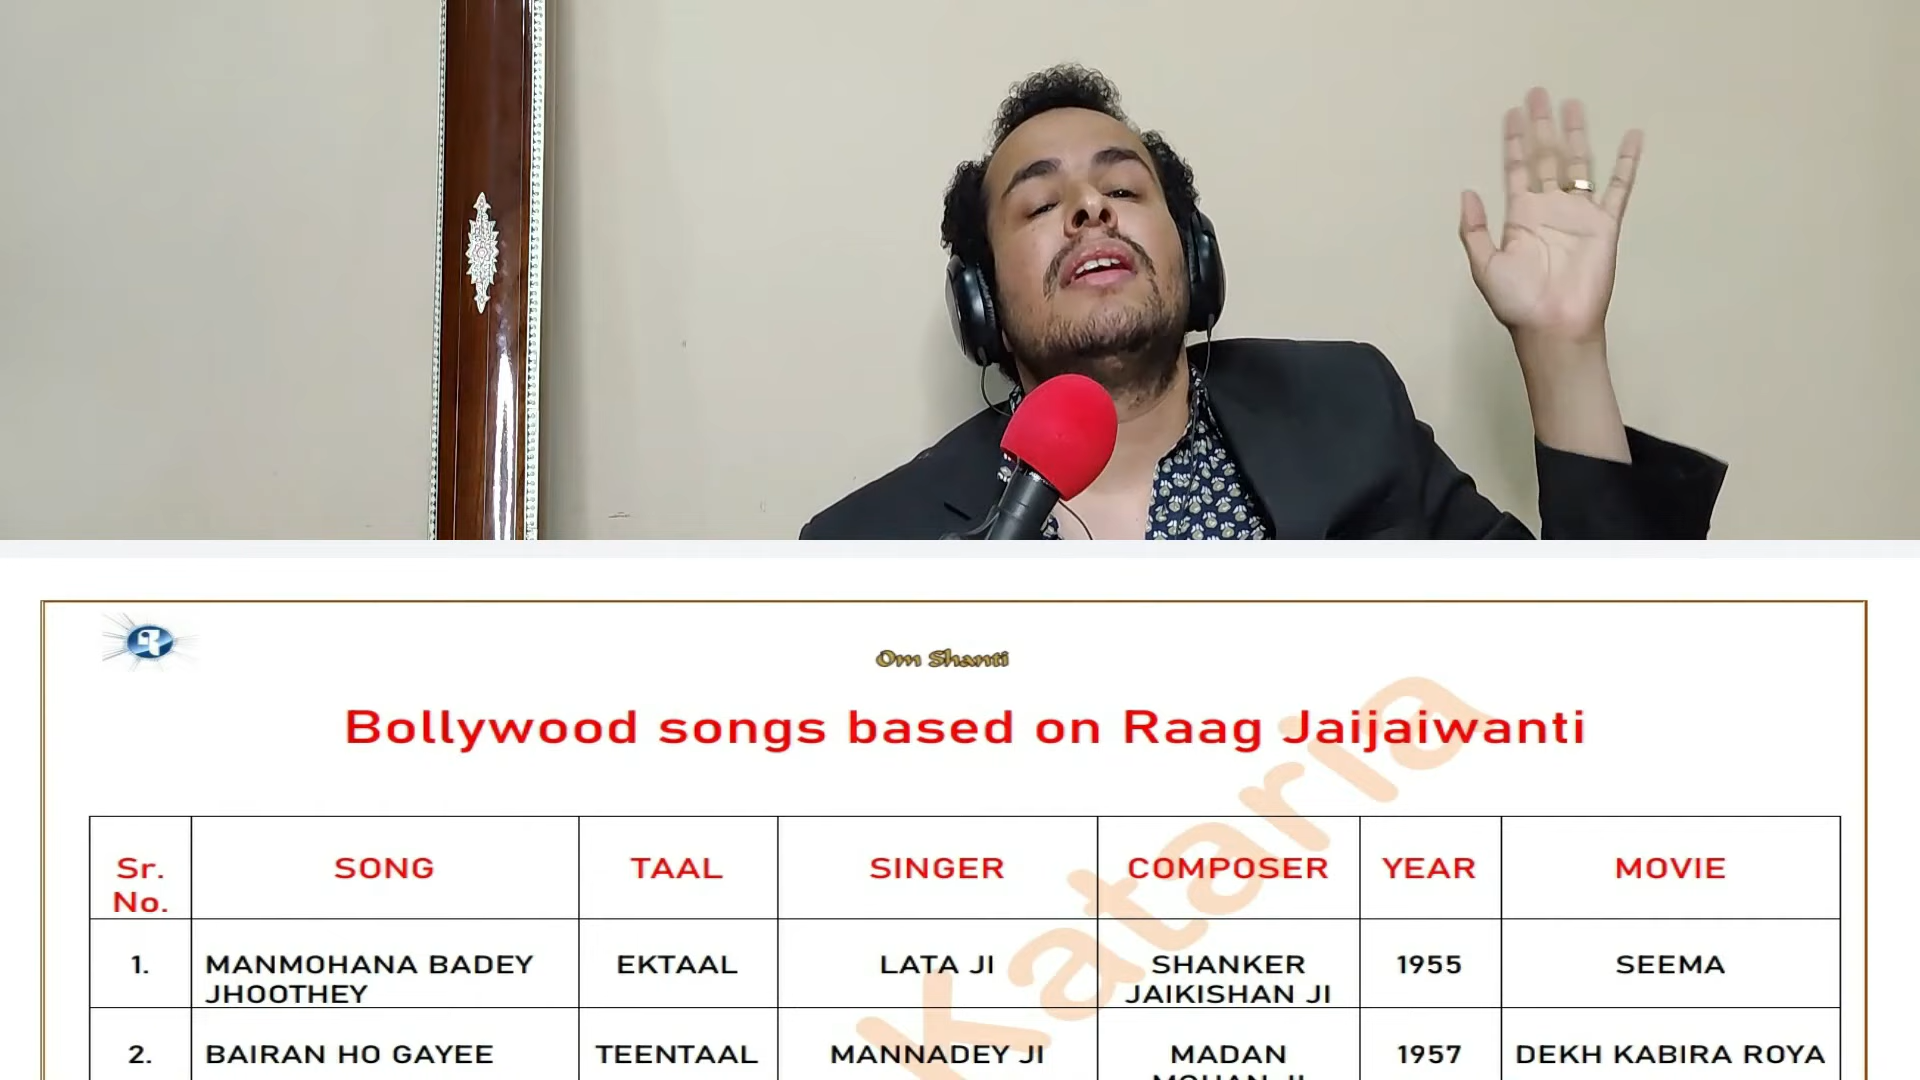 Om Shanti
Bollywood songs based on Raag Jaijaiwanti
Sr. No. SONG TAAL SINGER COMPOSER YEAR MOVIE
1. MANMOHANA BADEY JHOOTHEY EKTAAL LATA JI SHANKER JAIKISHAN JI 1955 SEEMA
2. BAIRAN HO GAYEE TEENTAAL MANNADEY JI MADAN MOHAN JI 1957 DEKH KABIRA ROYA
Kataria